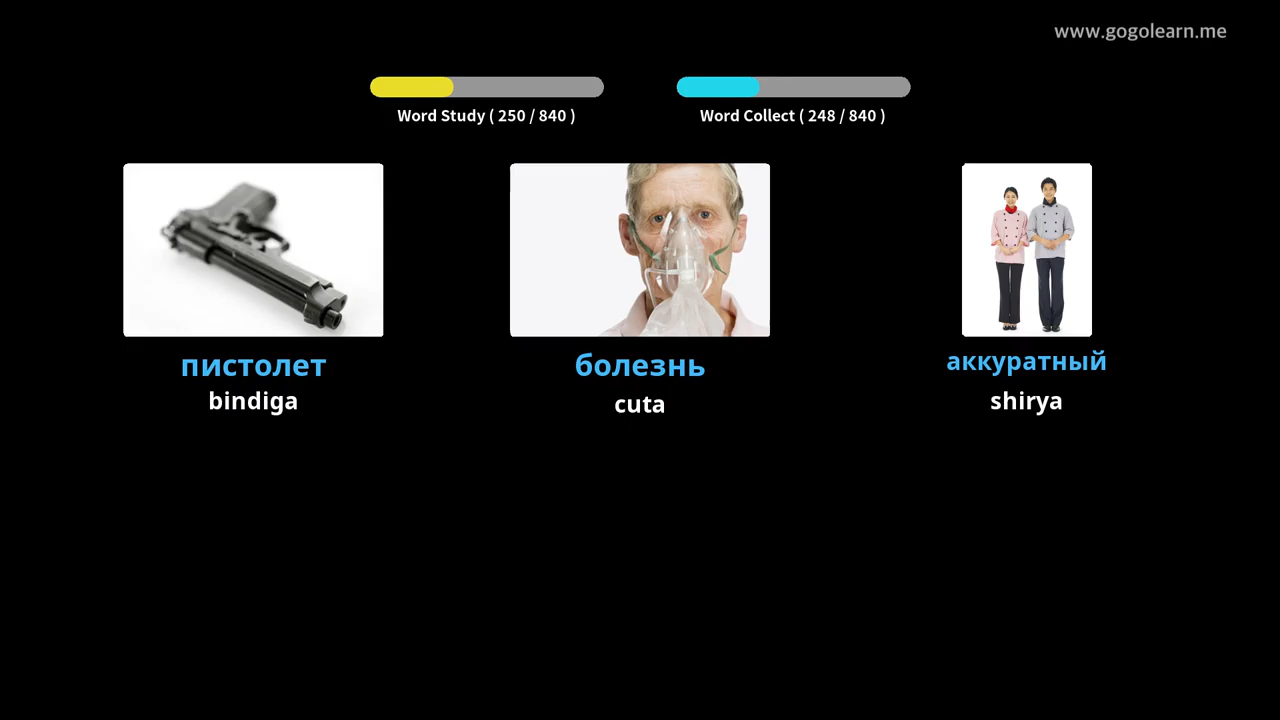 www.gogolearn.me
Word Study ( 250 / 840 )
Word Collect ( 248 / 840 )
пистолет
bindiga
болезнь
cuta
аккуратный
shirya